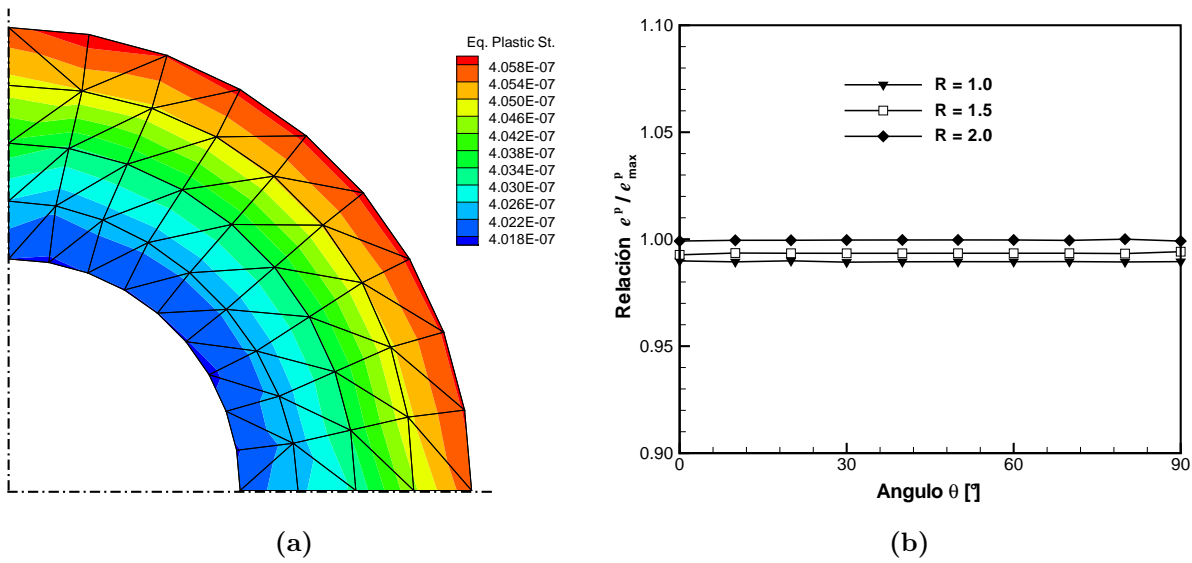 Eq. Plastic St.
4.058E-07
4.054E-07
4.050E-07
4.046E-07
4.042E-07
4.038E-07
4.034E-07
4.030E-07
4.026E-07
4.022E-07
4.018E-07
(a)
1.10
1.05
1.00
0.95
0.90
Relación e^p / e^p_max
R = 1.0
R = 1.5
R = 2.0
0
30
60
90
Angulo θ [°]
(b)